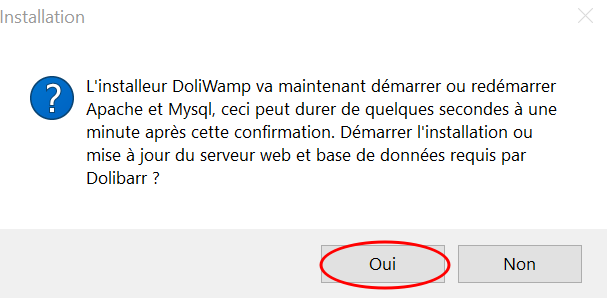 Installation
L'installeur DoliWamp va maintenant démarrer ou redémarrer
Apache et Mysql, ceci peut durer de quelques secondes à une
minute après cette confirmation. Démarrer l'installation ou
mise à jour du serveur web et base de données requis par
Dolibarr ?
Oui
Non